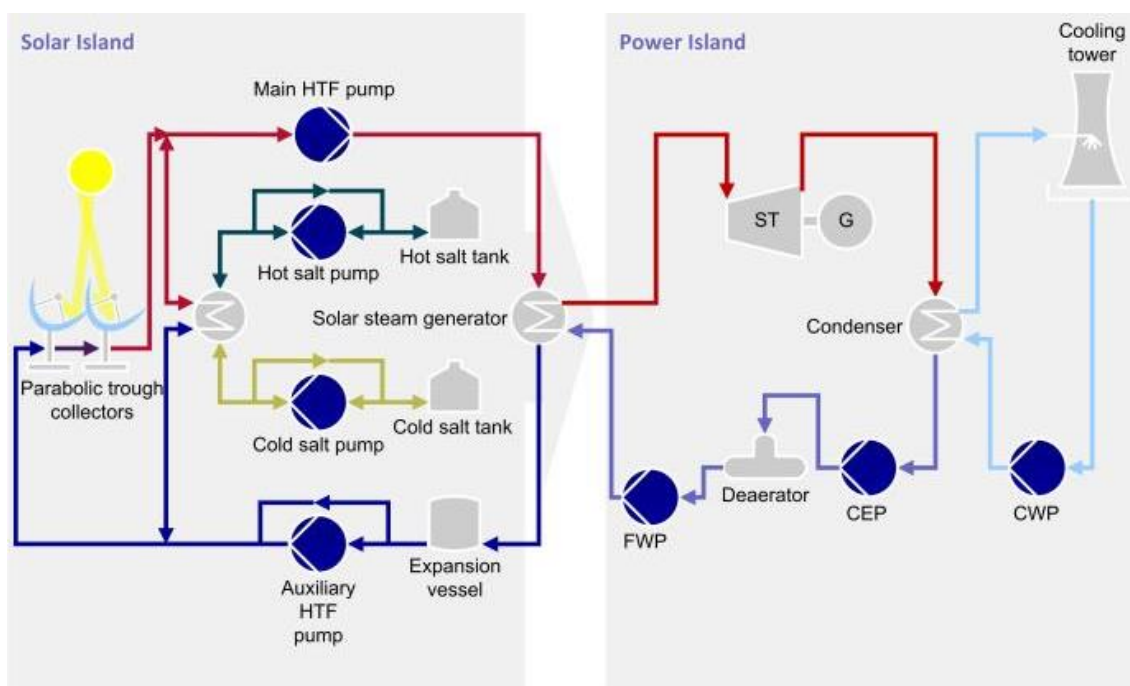 Solar Island
Power Island
Cooling
tower
Main HTF pump
ST
G
Hot salt pump
Hot salt tank
Solar steam generator
Condenser
Parabolic trough
collectors
Cold salt pump
Cold salt tank
Deaerator
CEP
CWP
FWP
Auxiliary
HTF
pump
Expansion
vessel